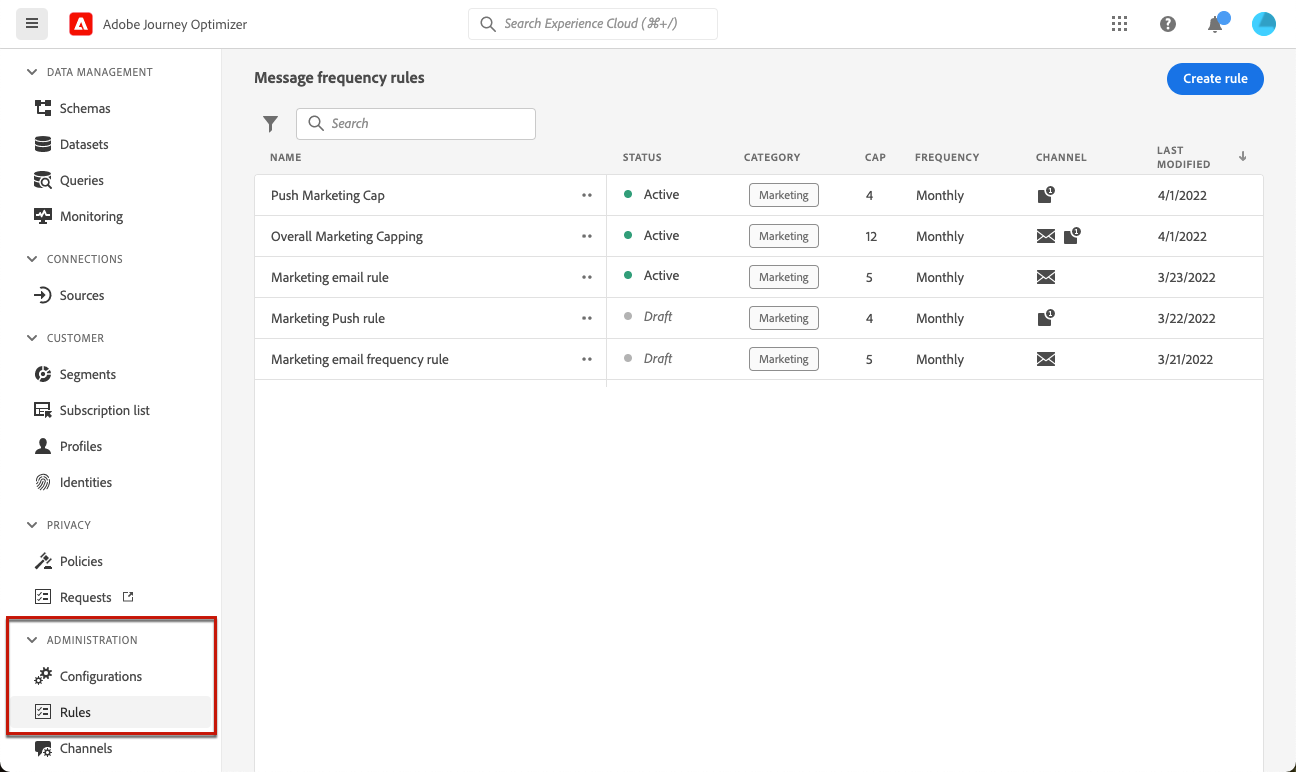 Adobe Journey Optimizer
Search Experience Cloud (⌘+/)
DATA MANAGEMENT
Schemas
Datasets
Queries
Monitoring
CONNECTIONS
Sources
CUSTOMER
Segments
Subscription list
Profiles
Identities
PRIVACY
Policies
Requests
ADMINISTRATION
Configurations
Rules
Channels
Message frequency rules
Create rule
Search
NAME STATUS CATEGORY CAP FREQUENCY CHANNEL LAST MODIFIED
Push Marketing Cap Active Marketing 4 Monthly 1 4/1/2022
Overall Marketing Capping Active Marketing 12 Monthly 1 4/1/2022
Marketing email rule Active Marketing 5 Monthly 3/23/2022
Marketing Push rule Draft Marketing 4 Monthly 1 3/22/2022
Marketing email frequency rule Draft Marketing 5 Monthly 3/21/2022